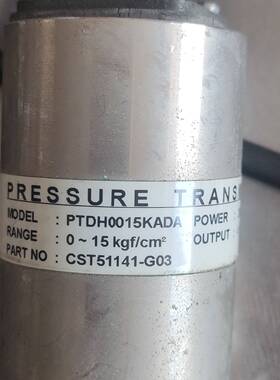 PRESSURE TRANS
MODEL : PTDH0015KADA POWER
RANGE : 0 ~ 15 kgf/cm² OUTPUT
PART NO : CST51141-G03